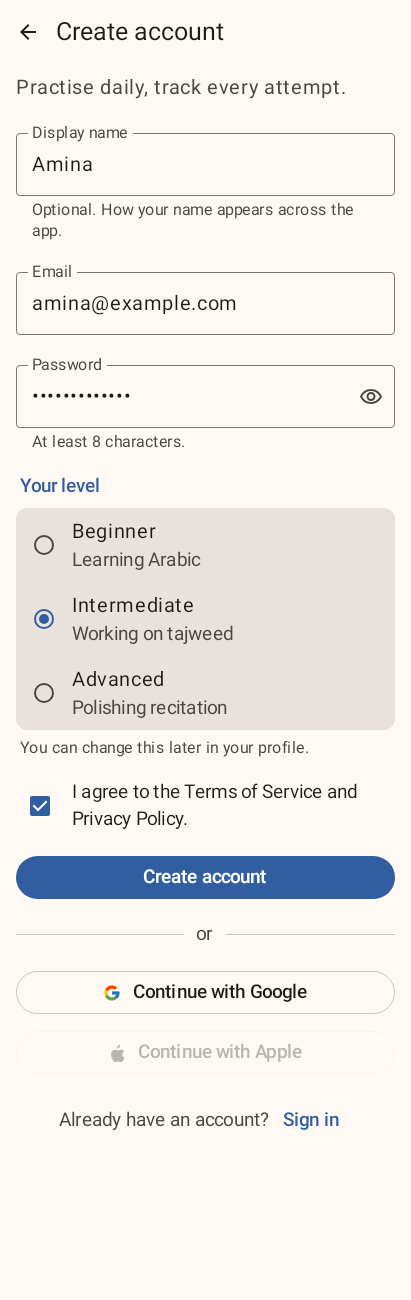 Create account
Practise daily, track every attempt.
Display name
Amina
Optional. How your name appears across the
app.
Email
amina@example.com
Password
•••••••••••••
At least 8 characters.
Your level
Beginner
Learning Arabic
Intermediate
Working on tajweed
Advanced
Polishing recitation
You can change this later in your profile.
I agree to the Terms of Service and
Privacy Policy.
Create account
or
Continue with Google
Continue with Apple
Already have an account? Sign in